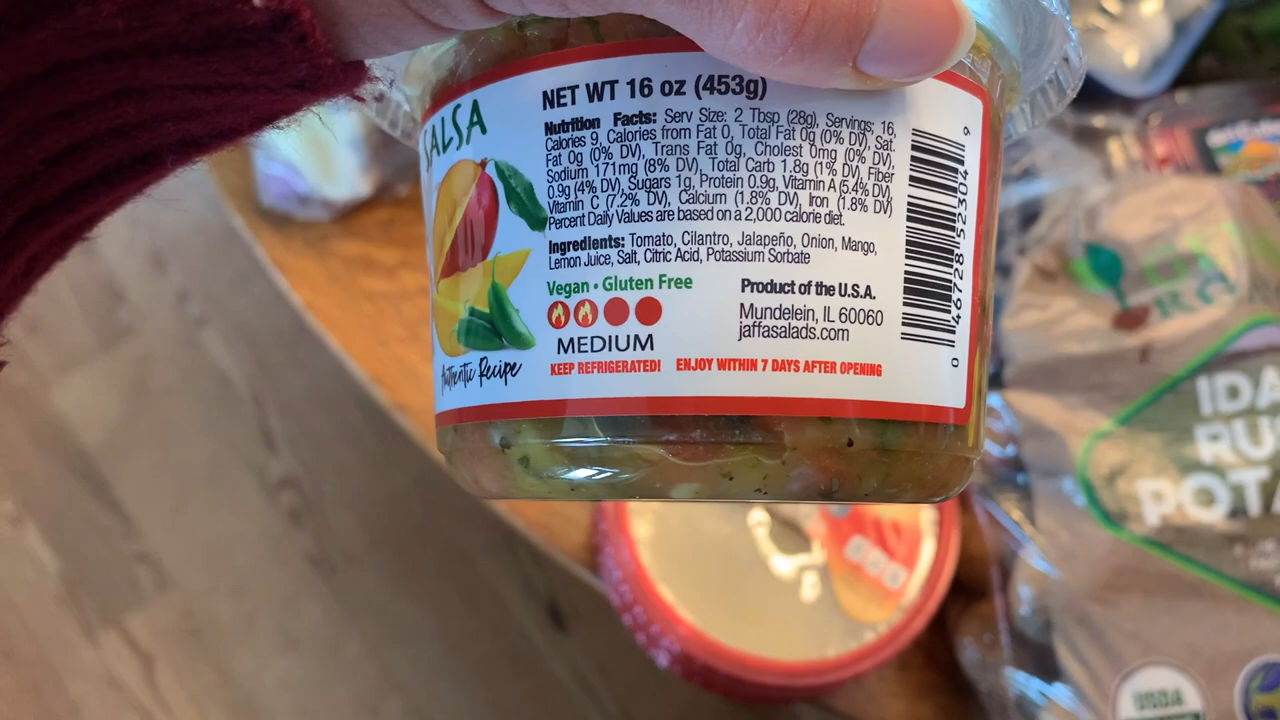 SALSA
Authentic Recipe
NET WT 16 oz (453g)
Nutrition Facts: Serv Size: 2 Tbsp (28g), Servings: 16,
Calories 9, Calories from Fat 0, Total Fat 0g (0% DV), Sat.
Fat 0g (0% DV), Trans Fat 0g, Cholest 0mg (0% DV),
Sodium 171mg (8% DV), Total Carb 1.8g (1% DV), Fiber
0.9g (4% DV), Sugars 1g, Protein 0.9g, Vitamin A (5.4% DV),
Vitamin C (7.2% DV), Calcium (1.8% DV), Iron (1.8% DV)
Percent Daily Values are based on a 2,000 calorie diet.
Ingredients: Tomato, Cilantro, Jalapeño, Onion, Mango,
Lemon Juice, Salt, Citric Acid, Potassium Sorbate
Vegan • Gluten Free
MEDIUM
Product of the U.S.A.
Mundelein, IL 60060
jaffasalads.com
KEEP REFRIGERATED! ENJOY WITHIN 7 DAYS AFTER OPENING
0 46728 52304 9
IDA
RU
POTA
USDA